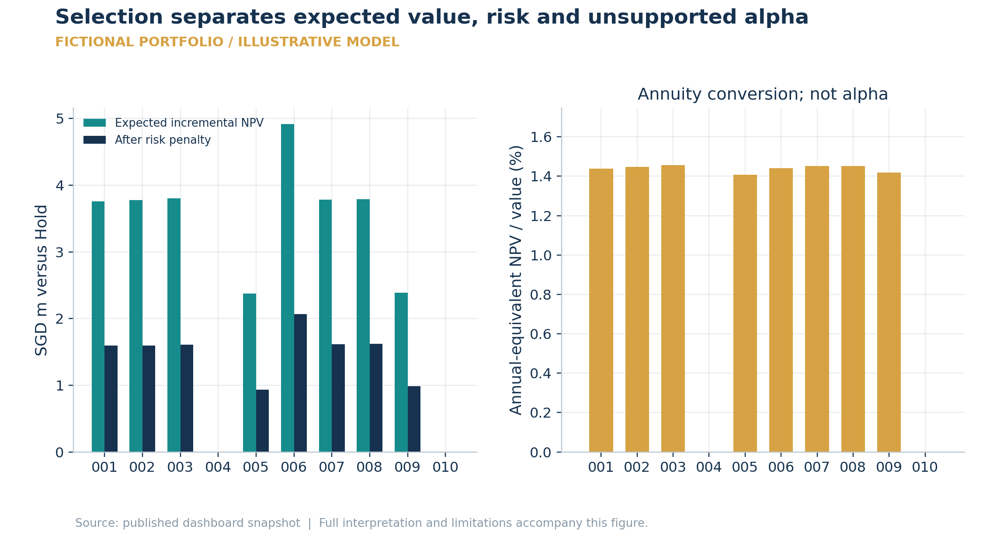 Selection separates expected value, risk and unsupported alpha
FICTIONAL PORTFOLIO / ILLUSTRATIVE MODEL
SGD m versus Hold
5
4
3
2
1
0
Expected incremental NPV
After risk penalty
001 002 003 004 005 006 007 008 009 010
Annuity conversion; not alpha
Annual-equivalent NPV / value (%)
1.6
1.4
1.2
1.0
0.8
0.6
0.4
0.2
0.0
001 002 003 004 005 006 007 008 009 010
Source: published dashboard snapshot | Full interpretation and limitations accompany this figure.